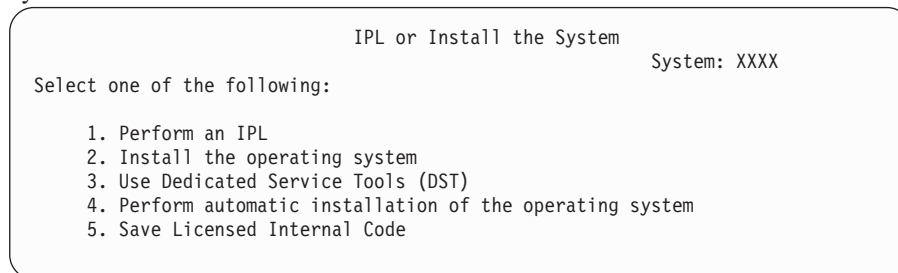 IPL or Install the System
System: XXXX
Select one of the following:
1. Perform an IPL
2. Install the operating system
3. Use Dedicated Service Tools (DST)
4. Perform automatic installation of the operating system
5. Save Licensed Internal Code